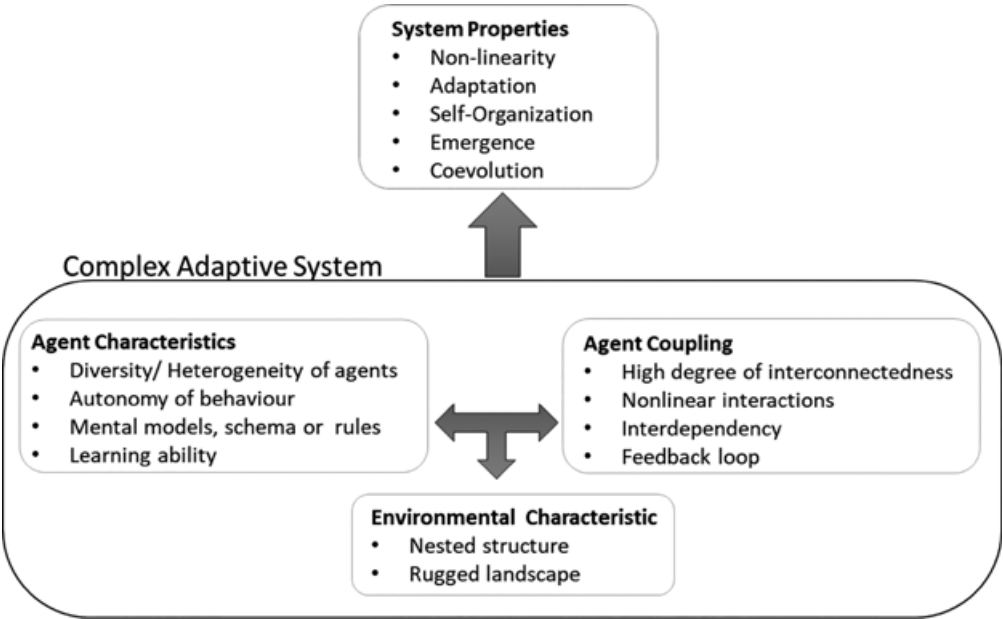 System Properties
• Non-linearity
• Adaptation
• Self-Organization
• Emergence
• Coevolution
Complex Adaptive System
Agent Characteristics
• Diversity/ Heterogeneity of agents
• Autonomy of behaviour
• Mental models, schema or rules
• Learning ability
Agent Coupling
• High degree of interconnectedness
• Nonlinear interactions
• Interdependency
• Feedback loop
Environmental Characteristic
• Nested structure
• Rugged landscape